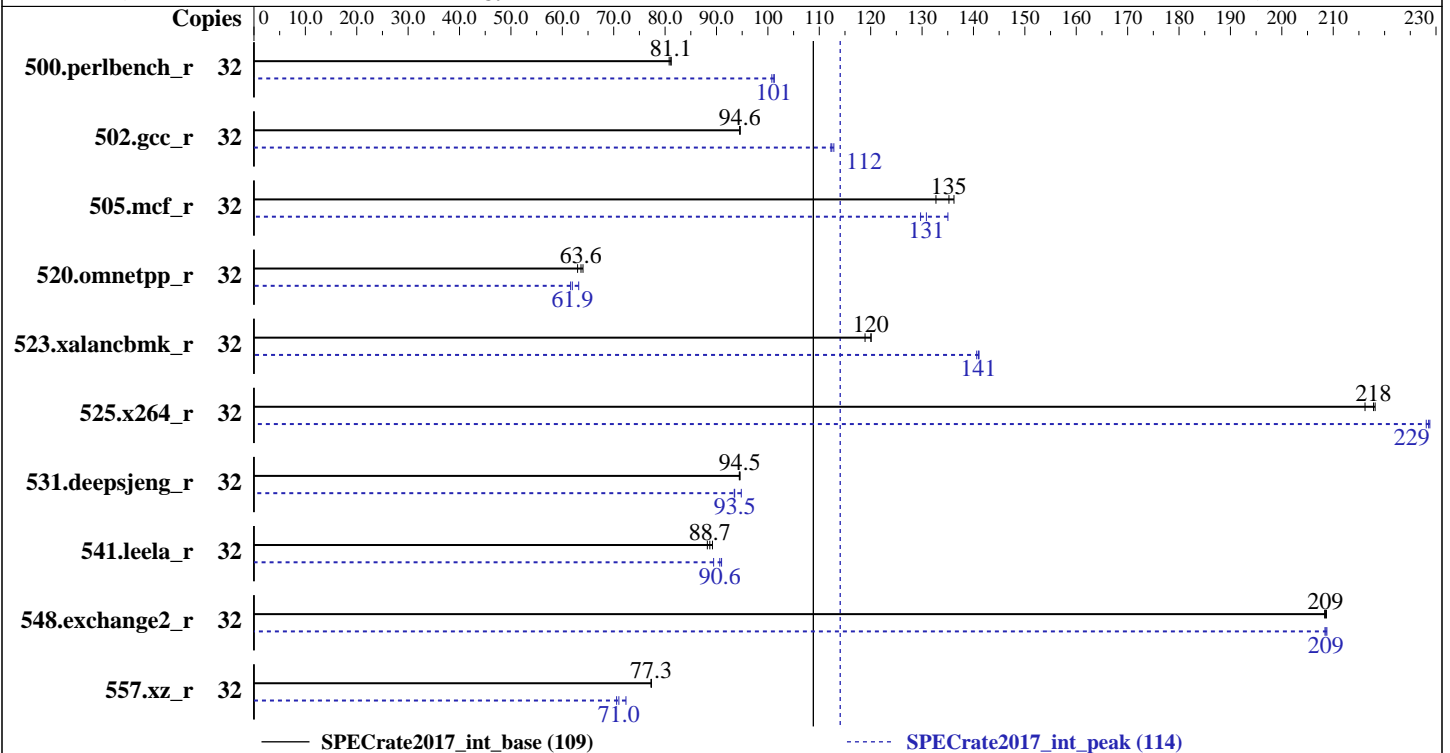 Copies 0 10.0 20.0 30.0 40.0 50.0 60.0 70.0 80.0 90.0 100 110 120 130 140 150 160 170 180 190 200 210 230
500.perlbench_r 32 81.1
101
502.gcc_r 32 94.6
112
505.mcf_r 32 135
131
520.omnetpp_r 32 63.6
61.9
523.xalancbmk_r 32 120
141
525.x264_r 32 218
229
531.deepsjeng_r 32 94.5
93.5
541.leela_r 32 88.7
90.6
548.exchange2_r 32 209
209
557.xz_r 32 77.3
71.0
SPECrate2017_int_base (109) SPECrate2017_int_peak (114)